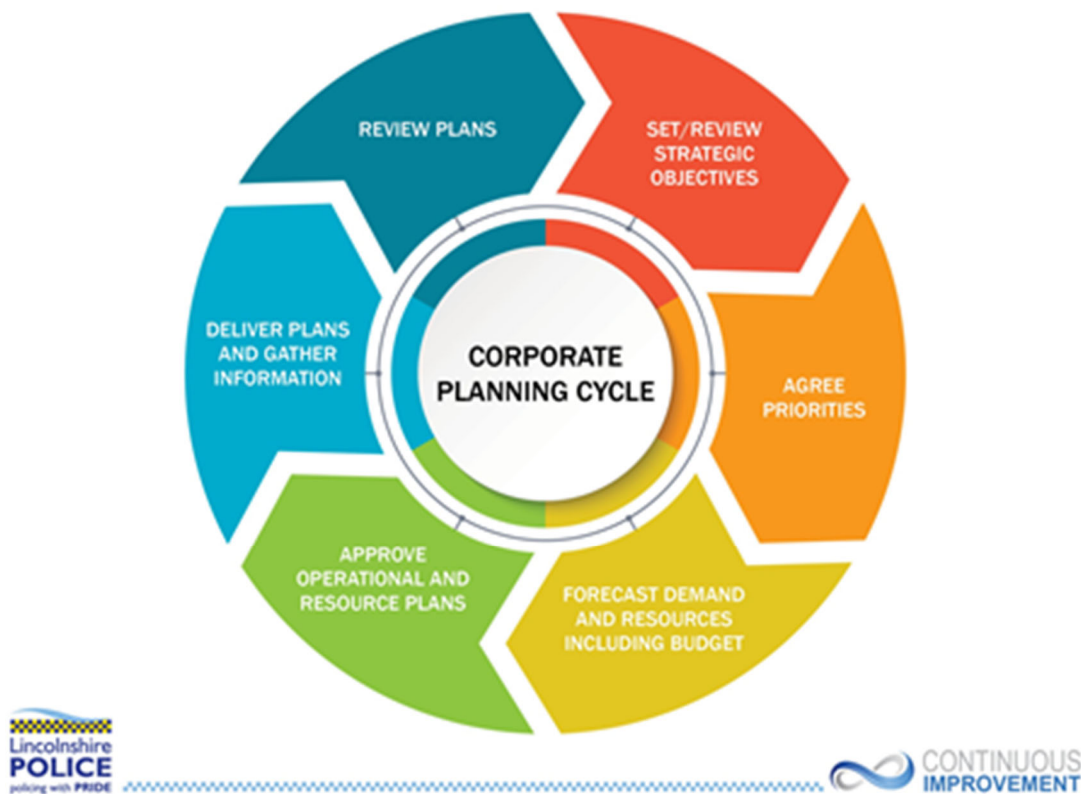 REVIEW PLANS
SET/REVIEW
STRATEGIC
OBJECTIVES
DELIVER PLANS
AND GATHER
INFORMATION
CORPORATE
PLANNING CYCLE
AGREE
PRIORITIES
APPROVE
OPERATIONAL AND
RESOURCE PLANS
FORECAST DEMAND
AND RESOURCES
INCLUDING BUDGET
Lincolnshire
POLICE
policing with PRIDE
CONTINUOUS
IMPROVEMENT